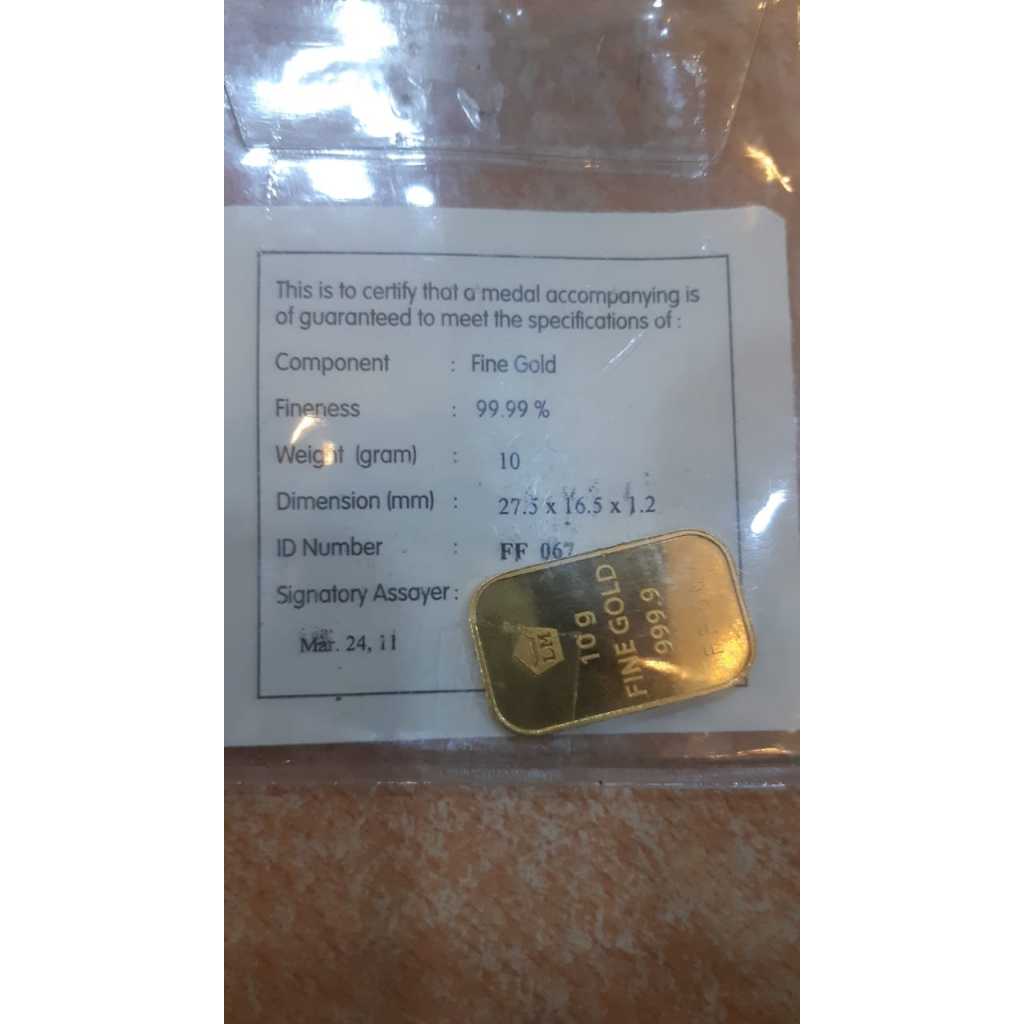 This is to certify that a medal accompanying is
of guaranteed to meet the specifications of :
Component : Fine Gold
Fineness : 99.99 %
Weight (gram) : 10
Dimension (mm) : 27.5 x 16.5 x 1.2
ID Number : FF 067
Signatory Assayer :
Mar. 24, 11
LM
10 g
FINE GOLD
999.9